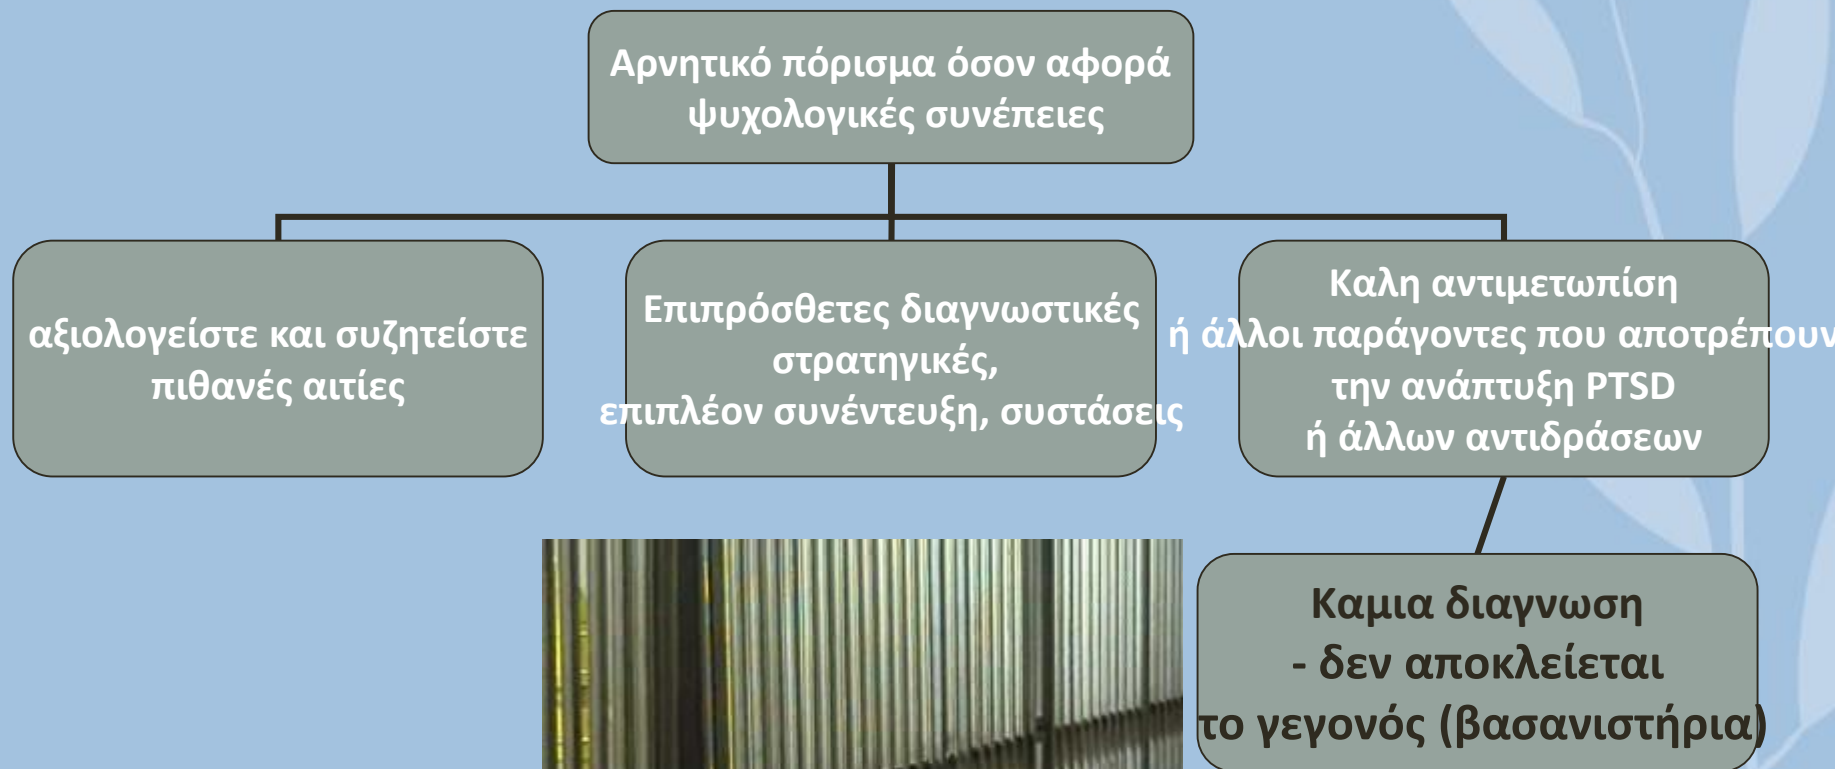 Αρνητικό πόρισμα όσον αφορά
ψυχολογικές συνέπειες
αξιολογείστε και συζητείστε
πιθανές αιτίες
Επιπρόσθετες διαγνωστικές
στρατηγικές,
επιπλέον συνέντευξη, συστάσεις
Καλη αντιμετωπίση
ή άλλοι παράγοντες που αποτρέπουν
την ανάπτυξη PTSD
ή άλλων αντιδράσεων
Καμια διαγνωση
- δεν αποκλείεται
το γεγονός (βασανιστήρια)